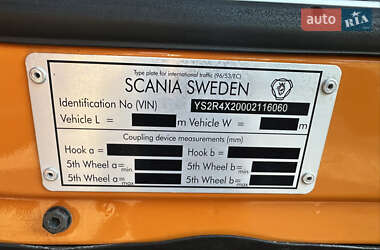 auto RIA
Type plate for international traffic (96/53/EC)
SCANIA SWEDEN
Identification No (VIN) YS2R4X20002116060
Vehicle L = m Vehicle W = m
Coupling device measurements (mm)
Hook a = Hook b =
5th Wheel a min= 5th Wheel b min=
5th Wheel a max= 5th Wheel b max=